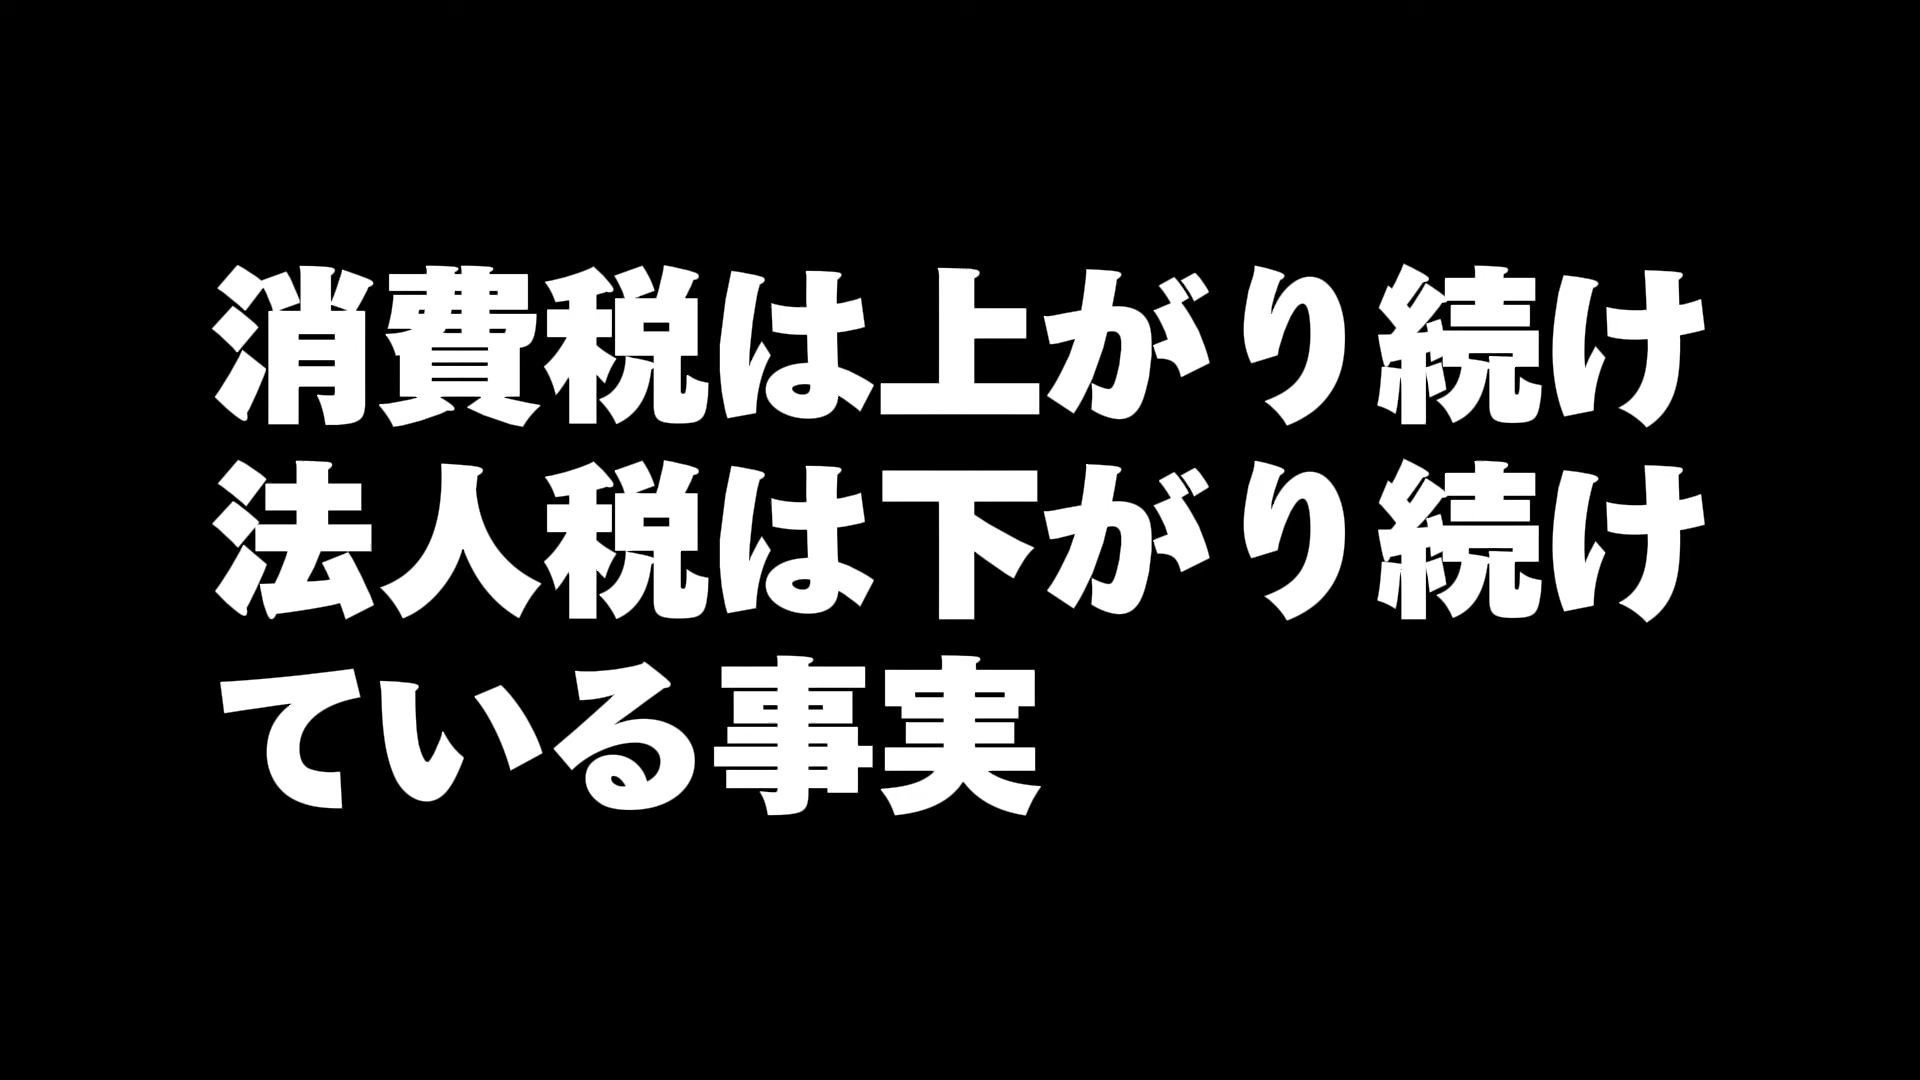 消費税は上がり続け
法人税は下がり続け
ている事実